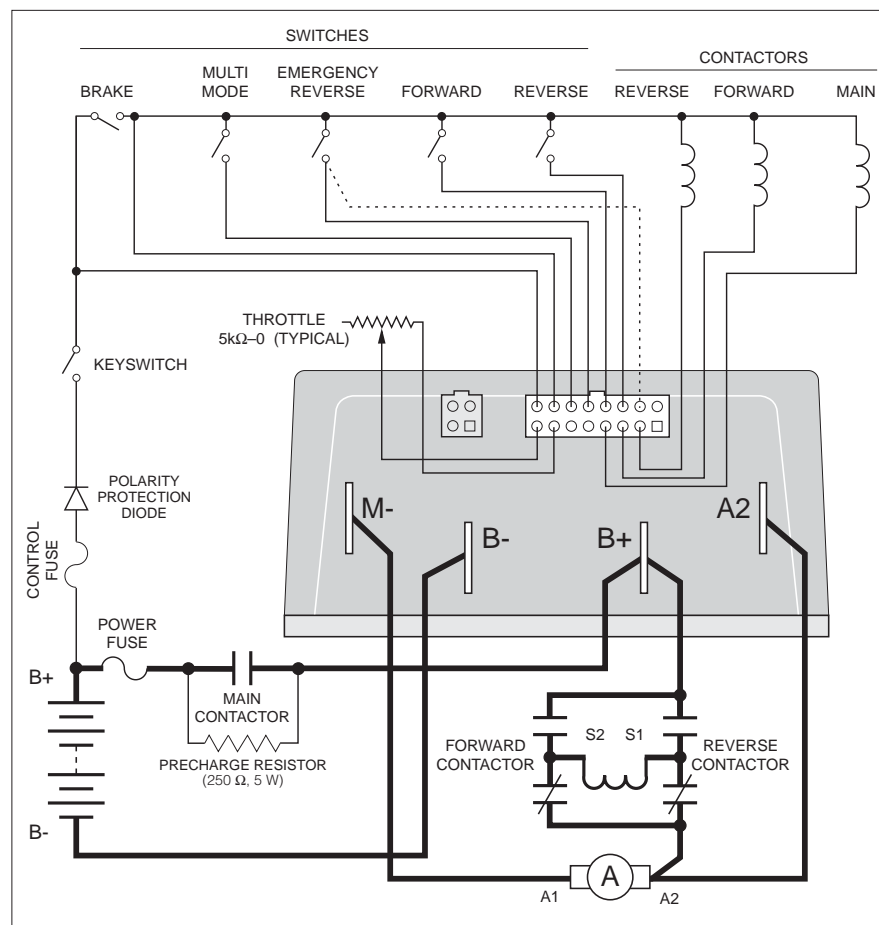 SWITCHES
CONTACTORS
BRAKE
MULTI
MODE
EMERGENCY
REVERSE
FORWARD
REVERSE
REVERSE
FORWARD
MAIN
THROTTLE
5kΩ–0 (TYPICAL)
KEYSWITCH
POLARITY
PROTECTION
DIODE
CONTROL
FUSE
M-
B-
B+
A2
POWER
FUSE
B+
MAIN
CONTACTOR
PRECHARGE RESISTOR
(250 Ω, 5 W)
FORWARD
CONTACTOR
S2
S1
REVERSE
CONTACTOR
B-
A1
A
A2